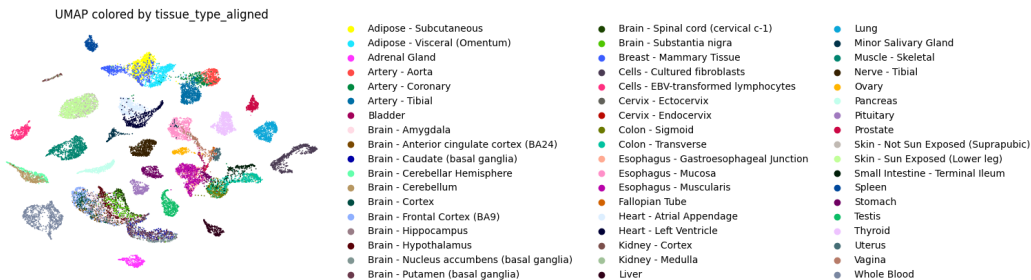 UMAP colored by tissue_type_aligned
Adipose - Subcutaneous
Adipose - Visceral (Omentum)
Adrenal Gland
Artery - Aorta
Artery - Coronary
Artery - Tibial
Bladder
Brain - Amygdala
Brain - Anterior cingulate cortex (BA24)
Brain - Caudate (basal ganglia)
Brain - Cerebellar Hemisphere
Brain - Cerebellum
Brain - Cortex
Brain - Frontal Cortex (BA9)
Brain - Hippocampus
Brain - Hypothalamus
Brain - Nucleus accumbens (basal ganglia)
Brain - Putamen (basal ganglia)
Brain - Spinal cord (cervical c-1)
Brain - Substantia nigra
Breast - Mammary Tissue
Cells - Cultured fibroblasts
Cells - EBV-transformed lymphocytes
Cervix - Ectocervix
Cervix - Endocervix
Colon - Sigmoid
Colon - Transverse
Esophagus - Gastroesophageal Junction
Esophagus - Mucosa
Esophagus - Muscularis
Fallopian Tube
Heart - Atrial Appendage
Heart - Left Ventricle
Kidney - Cortex
Kidney - Medulla
Liver
Lung
Minor Salivary Gland
Muscle - Skeletal
Nerve - Tibial
Ovary
Pancreas
Pituitary
Prostate
Skin - Not Sun Exposed (Suprapubic)
Skin - Sun Exposed (Lower leg)
Small Intestine - Terminal Ileum
Spleen
Stomach
Testis
Thyroid
Uterus
Vagina
Whole Blood